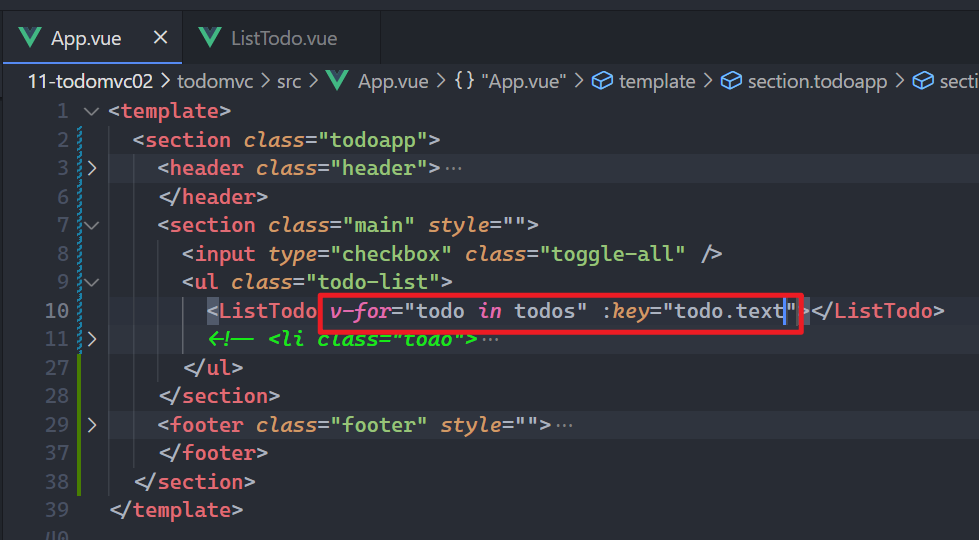 App.vue × ListTodo.vue
11-todomvc02 > todomvc > src > App.vue > {} "App.vue" > template > section.todoapp > secti
1 <template>
2 <section class="todoapp">
3 <header class="header">…
6 </header>
7 <section class="main" style="">
8 <input type="checkbox" class="toggle-all" />
9 <ul class="todo-list">
10 <ListTodo v-for="todo in todos" :key="todo.text"></ListTodo>
11 <!-- <li class="todo">…
27 </ul>
28 </section>
29 <footer class="footer" style="">…
37 </footer>
38 </section>
39 </template>
40